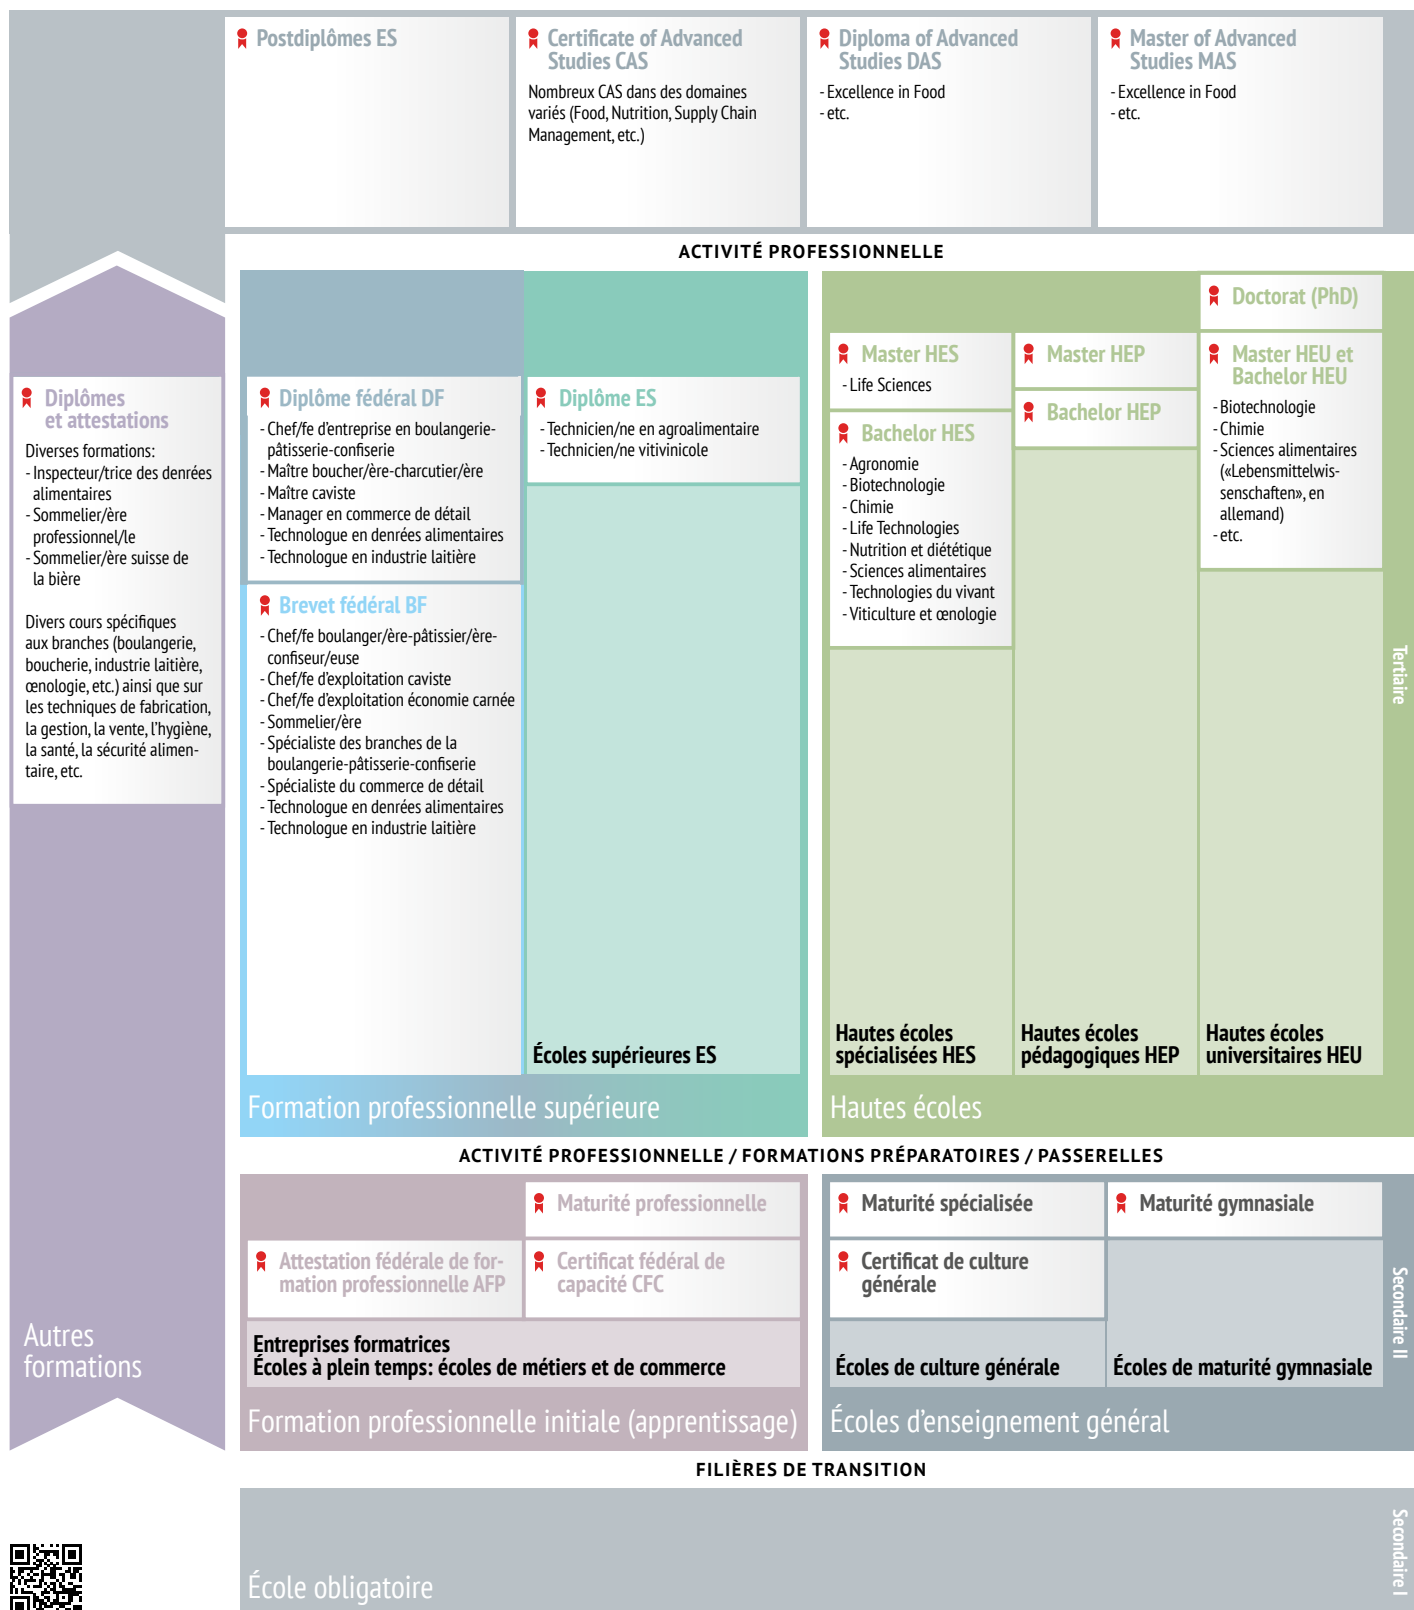 Postdiplômes ES
Certificate of Advanced
Studies CAS
Nombreux CAS dans des domaines
variés (Food, Nutrition, Supply Chain
Management, etc.)
Diploma of Advanced
Studies DAS
- Excellence in Food
- etc.
Master of Advanced
Studies MAS
- Excellence in Food
- etc.
ACTIVITÉ PROFESSIONNELLE
Diplômes
et attestations
Diverses formations:
- Inspecteur/trice des denrées
alimentaires
- Sommelier/ère
professionnel/le
- Sommelier/ère suisse de
la bière
Divers cours spécifiques
aux branches (boulangerie,
boucherie, industrie laitière,
œnologie, etc.) ainsi que sur
les techniques de fabrication,
la gestion, la vente, l'hygiène,
la santé, la sécurité alimen-
taire, etc.
Autres
formations
Diplôme fédéral DF
- Chef/fe d'entreprise en boulangerie-
pâtisserie-confiserie
- Maître boucher/ère-charcutier/ère
- Maître caviste
- Manager en commerce de détail
- Technologue en denrées alimentaires
- Technologue en industrie laitière
Brevet fédéral BF
- Chef/fe boulanger/ère-pâtissier/ère-
confiseur/euse
- Chef/fe d'exploitation caviste
- Chef/fe d'exploitation économie carnée
- Sommelier/ère
- Spécialiste des branches de la
boulangerie-pâtisserie-confiserie
- Spécialiste du commerce de détail
- Technologue en denrées alimentaires
- Technologue en industrie laitière
Diplôme ES
- Technicien/ne en agroalimentaire
- Technicien/ne vitivinicole
Écoles supérieures ES
Formation professionnelle supérieure
Master HES
- Life Sciences
Bachelor HES
- Agronomie
- Biotechnologie
- Chimie
- Life Technologies
- Nutrition et diététique
- Sciences alimentaires
- Technologies du vivant
- Viticulture et œnologie
Hautes écoles
spécialisées HES
Master HEP
Bachelor HEP
Hautes écoles
pédagogiques HEP
Doctorat (PhD)
Master HEU et
Bachelor HEU
- Biotechnologie
- Chimie
- Sciences alimentaires
(«Lebensmittelwis-
senschaften», en
allemand)
- etc.
Hautes écoles
universitaires HEU
Hautes écoles
Tertiaire
ACTIVITÉ PROFESSIONNELLE / FORMATIONS PRÉPARATOIRES / PASSERELLES
Maturité professionnelle
Attestation fédérale de for-
mation professionnelle AFP
Certificat fédéral de
capacité CFC
Entreprises formatrices
Écoles à plein temps: écoles de métiers et de commerce
Formation professionnelle initiale (apprentissage)
Maturité spécialisée
Certificat de culture
générale
Écoles de culture générale
Maturité gymnasiale
Écoles de maturité gymnasiale
Écoles d'enseignement général
Secondaire II
FILIÈRES DE TRANSITION
École obligatoire
Secondaire I